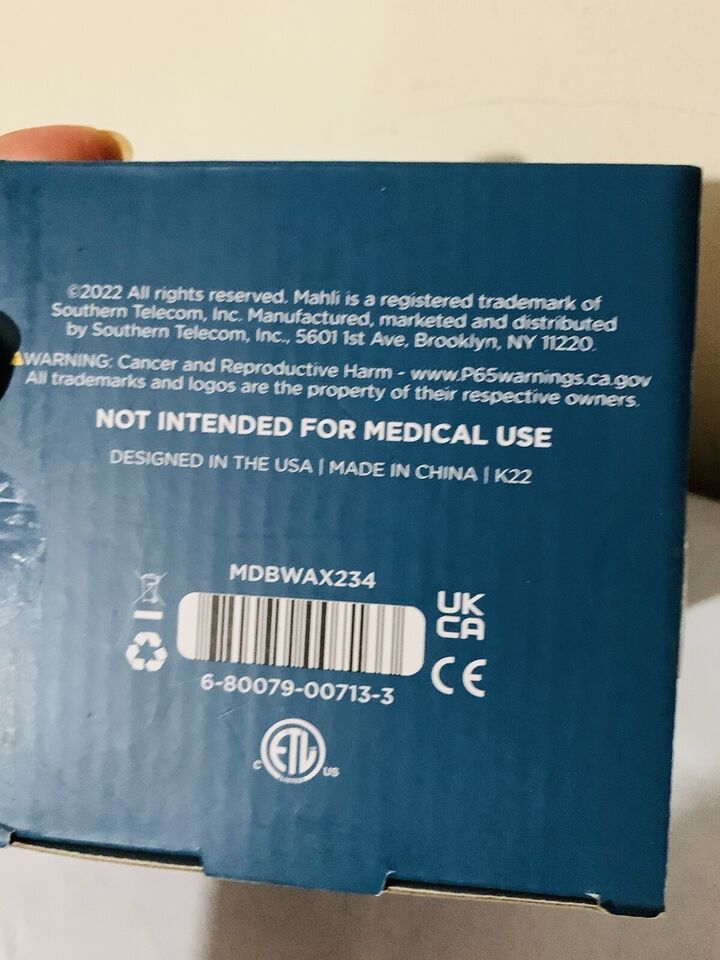 ©2022 All rights reserved. Mahli is a registered trademark of
Southern Telecom, Inc. Manufactured, marketed and distributed
by Southern Telecom, Inc., 5601 1st Ave, Brooklyn, NY 11220.
WARNING: Cancer and Reproductive Harm - www.P65warnings.ca.gov
All trademarks and logos are the property of their respective owners.
NOT INTENDED FOR MEDICAL USE
DESIGNED IN THE USA | MADE IN CHINA | K22
MDBWAX234
UK
CA
6-80079-00713-3
CE
C ETL US